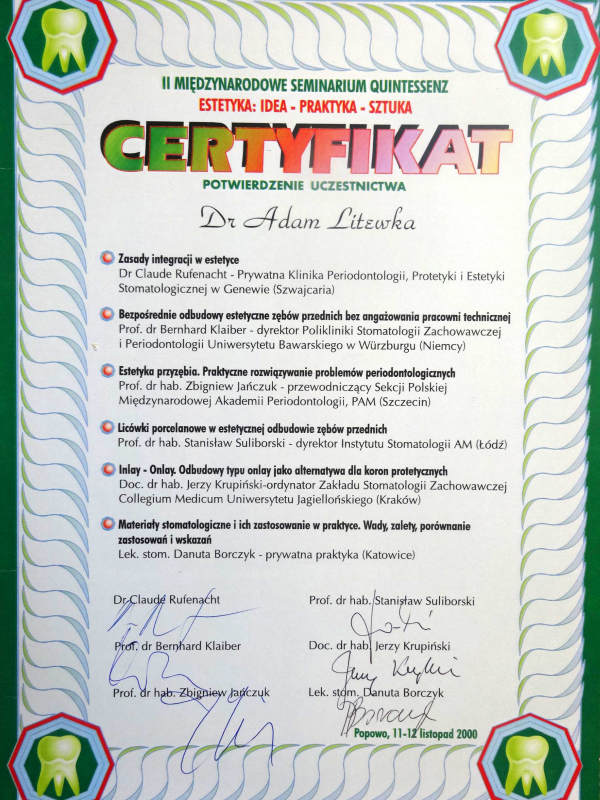 II MIĘDZYNARODOWE SEMINARIUM QUINTESSENZ
ESTETYKA: IDEA - PRAKTYKA - SZTUKA
CERTYFIKAT
POTWIERDZENIE UCZESTNICTWA
Dr Adam Litewka
Zasady integracji w estetyce
Dr Claude Rufenacht - Prywatna Klinika Periodontologii, Protetyki i Estetyki
Stomatologicznej w Genewie (Szwajcaria)
Bezpośrednie odbudowy estetyczne zębów przednich bez angażowania pracowni technicznej
Prof. dr Bernhard Klaiber - dyrektor Polikliniki Stomatologii Zachowawczej
i Periodontologii Uniwersytetu Bawarskiego w Würzburgu (Niemcy)
Estetyka przyzębia. Praktyczne rozwiązywanie problemów periodontologicznych
Prof. dr hab. Zbigniew Jańczuk - przewodniczący Sekcji Polskiej
Międzynarodowej Akademii Periodontologii, PAM (Szczecin)
Licówki porcelanowe w estetycznej odbudowie zębów przednich
Prof. dr hab. Stanisław Suliborski - dyrektor Instytutu Stomatologii AM (Łódź)
Inlay - Onlay. Odbudowy typu onlay jako alternatywa dla koron protetycznych
Doc. dr hab. Jerzy Krupiński-ordynator Zakładu Stomatologii Zachowawczej
Collegium Medicum Uniwersytetu Jagiellońskiego (Kraków)
Materiały stomatologiczne i ich zastosowanie w praktyce. Wady, zalety, porównanie
zastosowań i wskazań
Lek. stom. Danuta Borczyk - prywatna praktyka (Katowice)
Dr Claude Rufenacht
Prof. dr hab. Stanisław Suliborski
Prof. dr Bernhard Klaiber
Doc. dr hab. Jerzy Krupiński
Prof. dr hab. Zbigniew Jańczuk
Lek. stom. Danuta Borczyk
Popowo, 11-12 listopad 2000